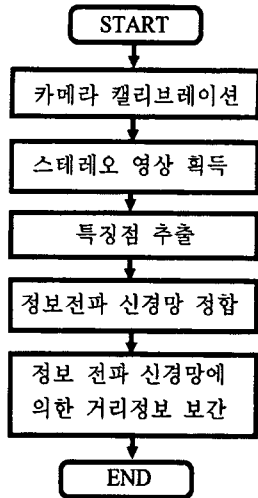 START
카메라 캘리브레이션
스테레오 영상 획득
특징점 추출
정보전파 신경망 정합
정보 전파 신경망에
의한 거리정보 보간
END